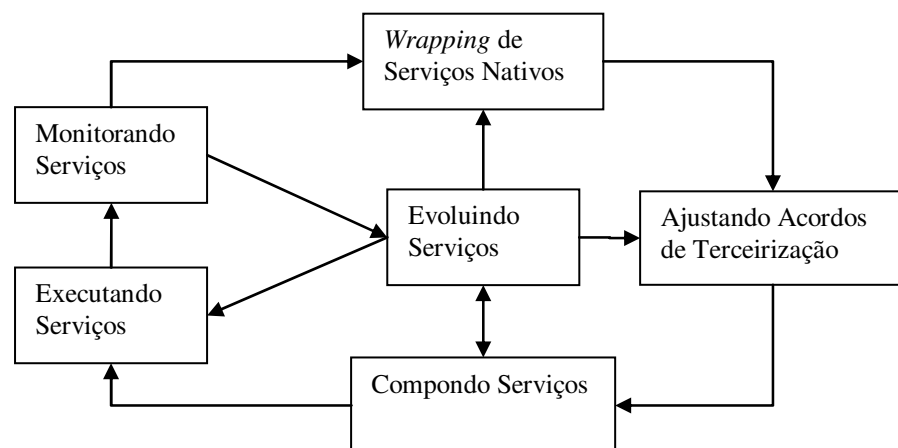 Wrapping de
Serviços Nativos
Monitorando
Serviços
Evoluindo
Serviços
Ajustando Acordos
de Terceirização
Executando
Serviços
Compondo Serviços